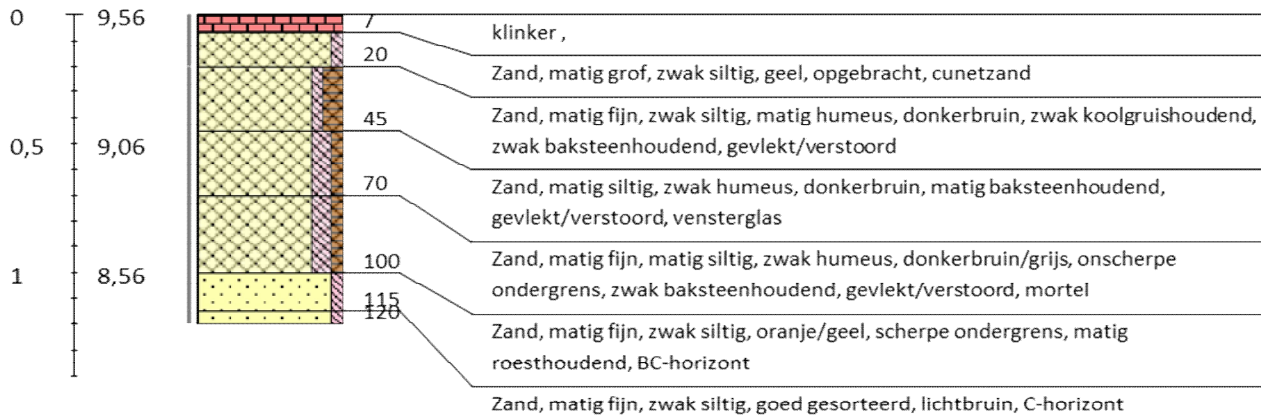 0 9,56 7
klinker ,
20
Zand, matig grof, zwak siltig, geel, opgebracht, cunetzand
Zand, matig fijn, zwak siltig, matig humeus, donkerbruin, zwak koolgruishoudend,
45
0,5 9,06
zwak baksteenhoudend, gevlekt/verstoord
70
Zand, matig siltig, zwak humeus, donkerbruin, matig baksteenhoudend,
gevlekt/verstoord, vensterglas
100
Zand, matig fijn, matig siltig, zwak humeus, donkerbruin/grijs, onscherpe
1 8,56
ondergrens, zwak baksteenhoudend, gevlekt/verstoord, mortel
115
120
Zand, matig fijn, zwak siltig, oranje/geel, scherpe ondergrens, matig
roesthoudend, BC-horizont
Zand, matig fijn, zwak siltig, goed gesorteerd, lichtbruin, C-horizont